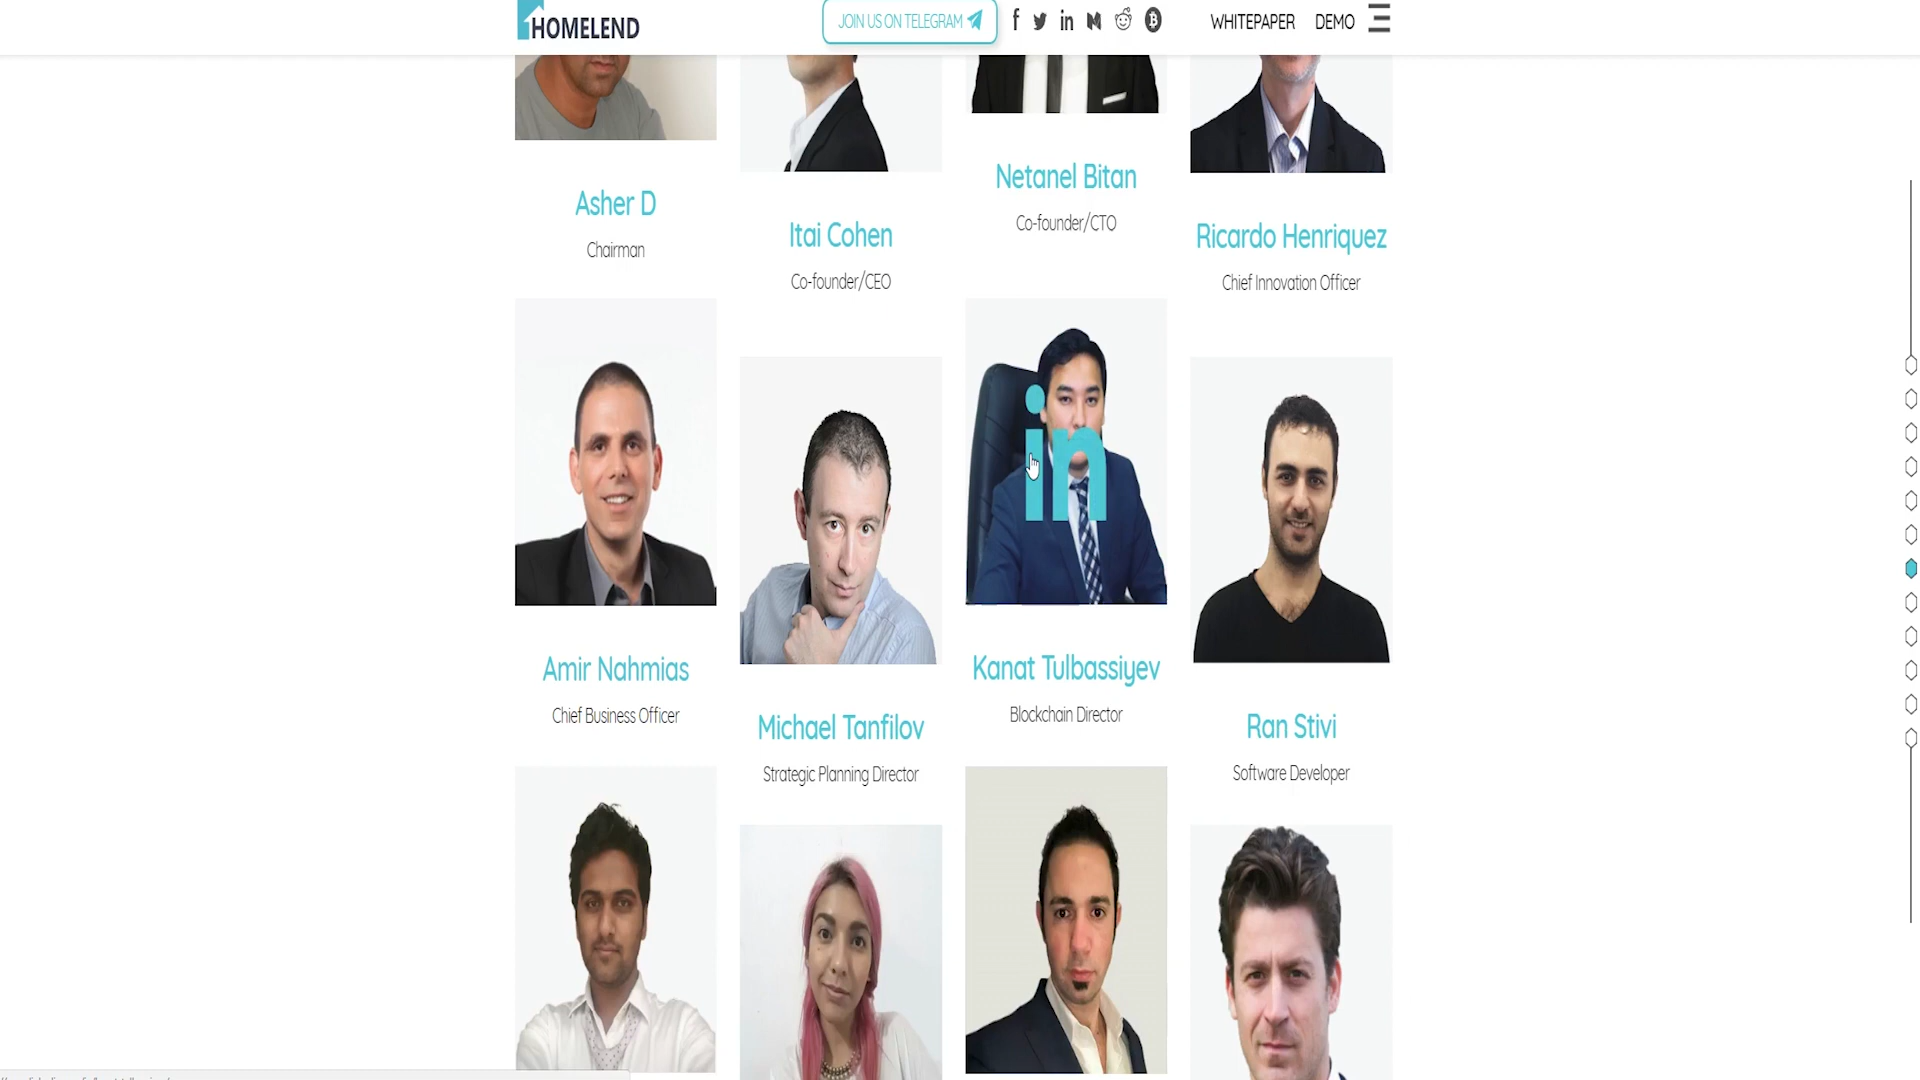 HOMELEND
JOIN US ON TELEGRAM
WHITEPAPER
DEMO
Asher D
Chairman
Itai Cohen
Co-founder/CEO
Netanel Bitan
Co-founder/CTO
Ricardo Henriquez
Chief Innovation Officer
in
Amir Nahmias
Chief Business Officer
Michael Tanfilov
Strategic Planning Director
Kanat Tulbassiyev
Blockchain Director
Ran Stivi
Software Developer